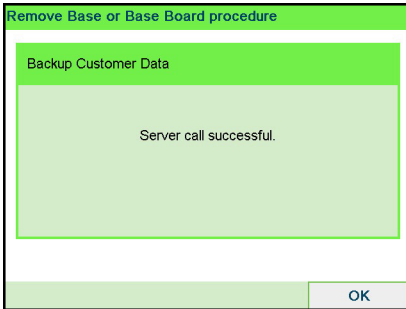 Remove Base or Base Board procedure
Backup Customer Data
Server call successful.
OK